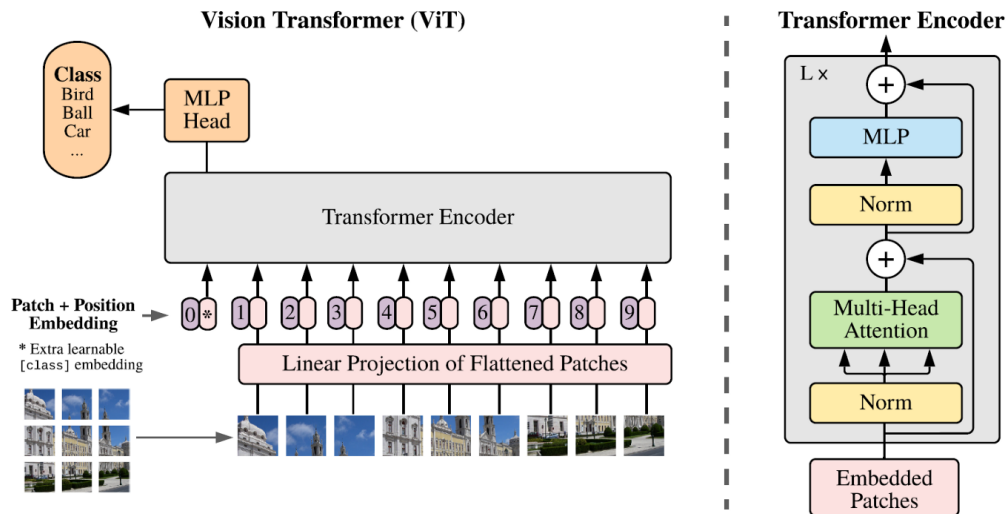 Vision Transformer (ViT)
Class
Bird
Ball
Car
...
MLP
Head
Transformer Encoder
Patch + Position
Embedding
0 * 1 2 3 4 5 6 7 8 9
* Extra learnable
[class] embedding
Linear Projection of Flattened Patches
Transformer Encoder
L ×
+
MLP
Norm
+
Multi-Head
Attention
Norm
Embedded
Patches